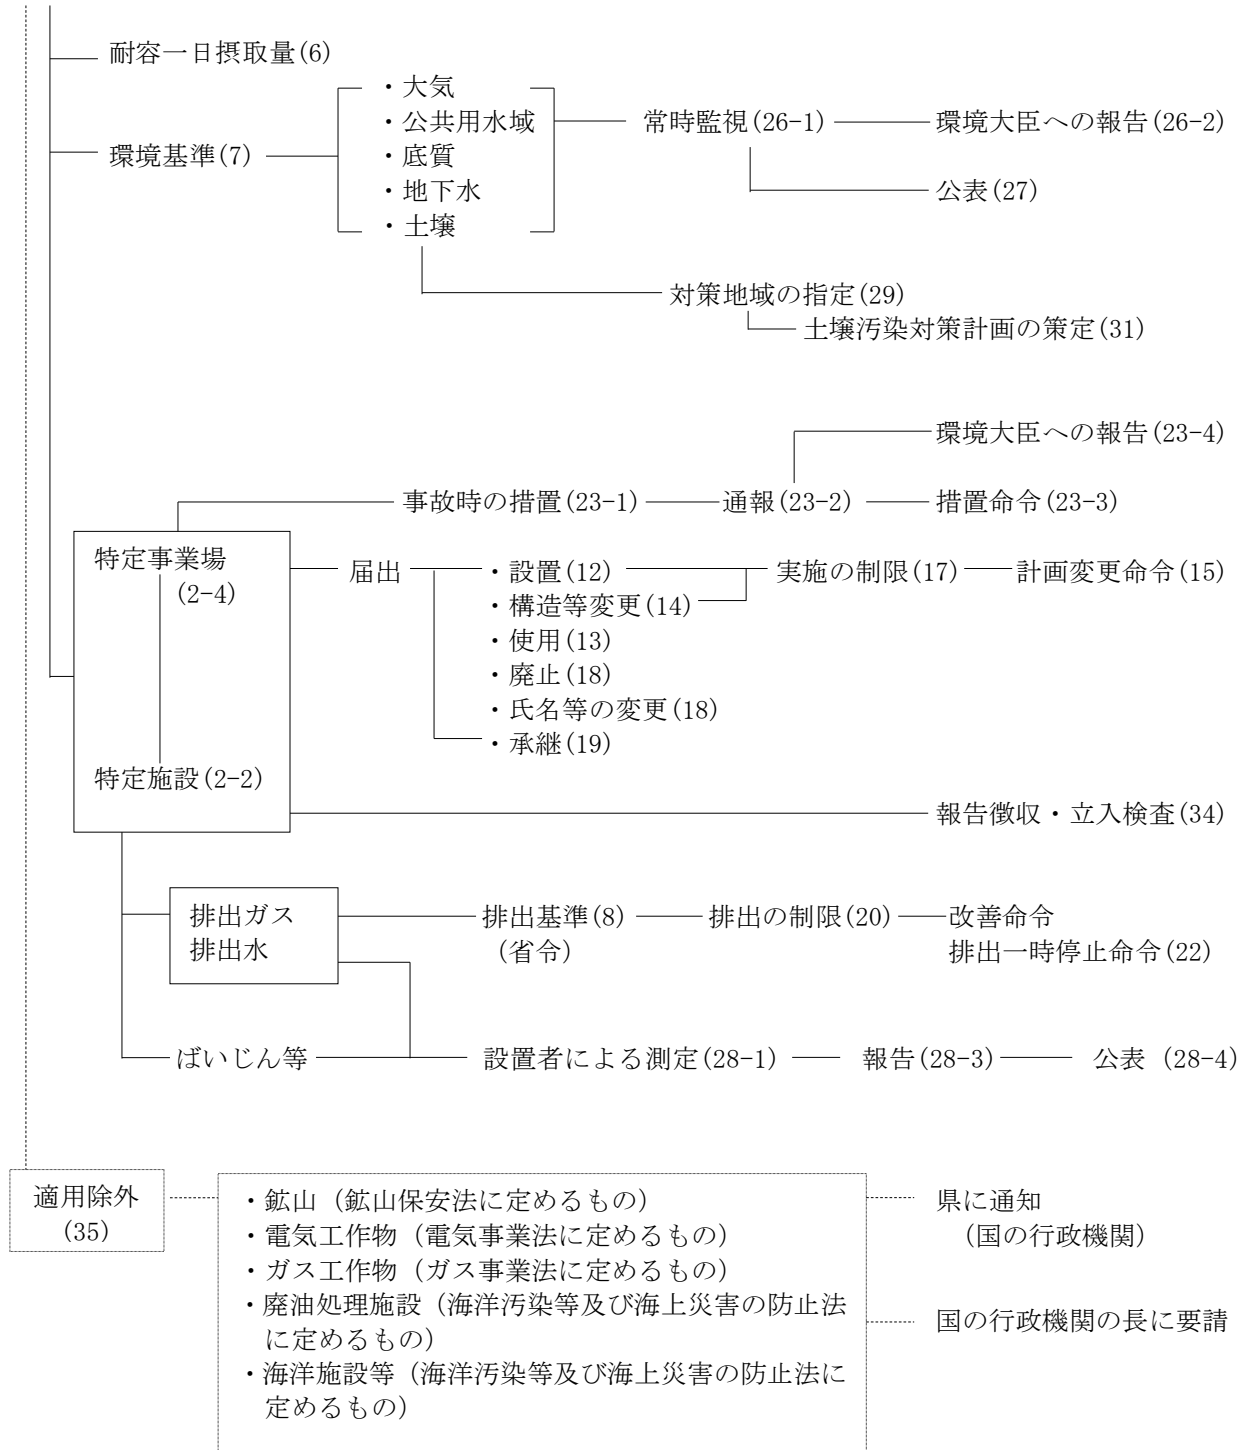 耐容一日摂取量(6)
環境基準(7)
・大気
・公共用水域
・底質
・地下水
・土壌
常時監視(26-1)
環境大臣への報告(26-2)
公表(27)
対策地域の指定(29)
土壌汚染対策計画の策定(31)
環境大臣への報告(23-4)
事故時の措置(23-1)
通報(23-2)
措置命令(23-3)
特定事業場
(2-4)
特定施設(2-2)
届出
・設置(12)
・構造等変更(14)
・使用(13)
・廃止(18)
・氏名等の変更(18)
・承継(19)
実施の制限(17)
計画変更命令(15)
報告徴収・立入検査(34)
排出ガス
排出水
排出基準(8)
(省令)
排出の制限(20)
改善命令
排出一時停止命令(22)
ばいじん等
設置者による測定(28-1)
報告(28-3)
公表 (28-4)
適用除外
(35)
・鉱山（鉱山保安法に定めるもの）
・電気工作物（電気事業法に定めるもの）
・ガス工作物（ガス事業法に定めるもの）
・廃油処理施設（海洋汚染等及び海上災害の防止法
に定めるもの）
・海洋施設等（海洋汚染等及び海上災害の防止法に
定めるもの）
県に通知
（国の行政機関）
国の行政機関の長に要請